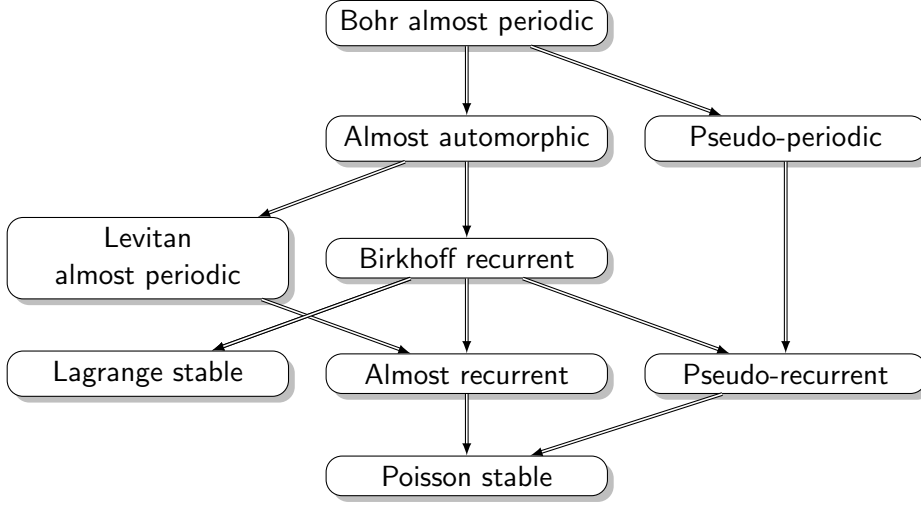 Bohr almost periodic
Almost automorphic
Pseudo-periodic
Levitan
almost periodic
Birkhoff recurrent
Lagrange stable
Almost recurrent
Pseudo-recurrent
Poisson stable